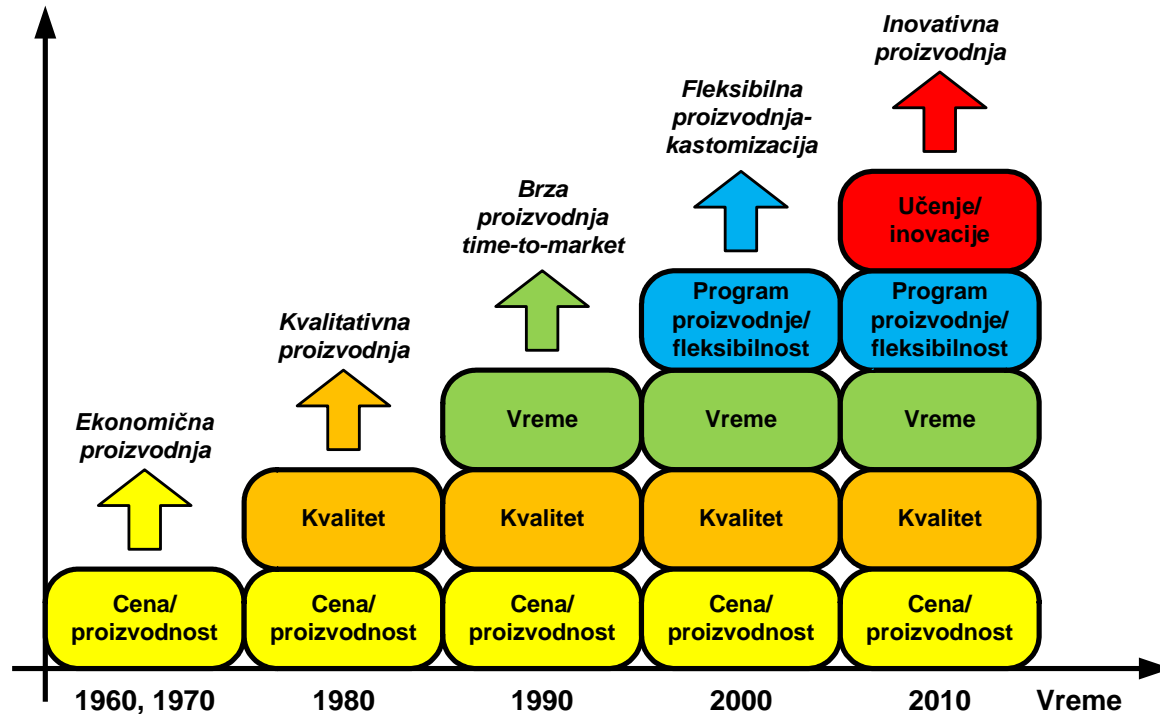 Inovativna
proizvodnja
Fleksibilna
proizvodnja-
kastomizacija
Učenje/
inovacije
Brza
proizvodnja
time-to-market
Program
proizvodnje/
fleksibilnost
Program
proizvodnje/
fleksibilnost
Kvalitativna
proizvodnja
Vreme
Vreme
Vreme
Ekonomična
proizvodnja
Kvalitet
Kvalitet
Kvalitet
Kvalitet
Cena/
proizvodnost
Cena/
proizvodnost
Cena/
proizvodnost
Cena/
proizvodnost
Cena/
proizvodnost
1960, 1970
1980
1990
2000
2010
Vreme